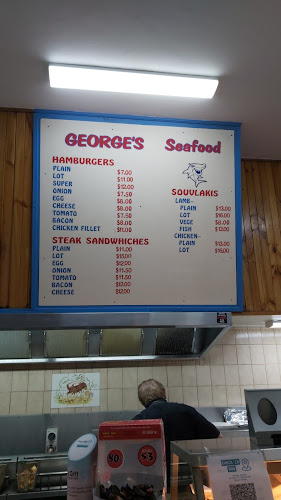 GEORGE'S Seafood
HAMBURGERS
PLAIN $7.00
LOT $11.00
SUPER $12.00
ONION $7.50
EGG $8.00
CHEESE $8.00
TOMATO $7.50
BACON $8.00
CHICKEN FILLET $11.00
STEAK SANDWHICHES
PLAIN $11.00
LOT $15.00
EGG $12.00
ONION $11.50
TOMATO $11.50
BACON $12.00
CHEESE $12.00
SOUVLAKIS
LAMB-
PLAIN $13.00
LOT $16.00
VEGE $8.00
FISH $13.00
CHICKEN-
PLAIN $13.00
LOT $16.00
$3